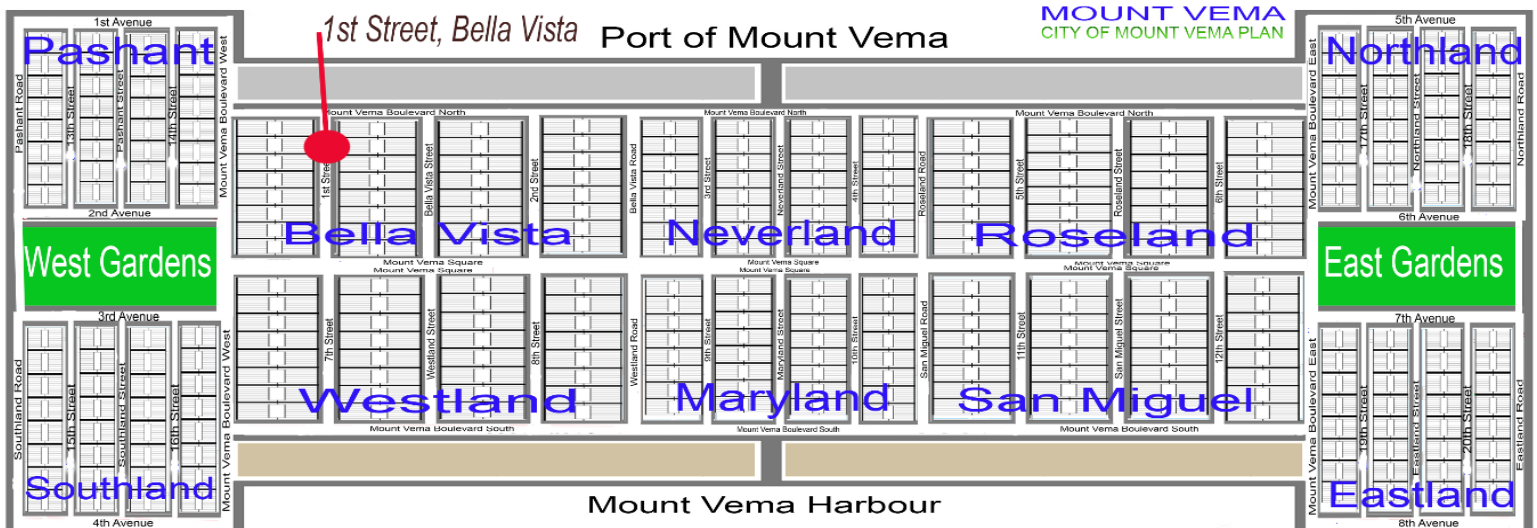 1st Street, Bella Vista
Port of Mount Vema
MOUNT VEMA
CITY OF MOUNT VEMA PLAN
1st Avenue
5th Avenue
Pashant
Northland
Pashant Road
13th Street
Pashant Street
14th Street
Mount Vema Boulevard West
Mount Vema Boulevard East
17th Street
Northland Street
18th Street
Northland Road
Mount Vema Boulevard North
Mount Vema Boulevard North
Mount Vema Boulevard North
1st Street
Bella Vista Street
2nd Street
Bella Vista Road
3rd Street
Neverland Street
4th Street
Roseland Road
5th Street
Roseland Street
6th Street
2nd Avenue
6th Avenue
Bella Vista
Neverland
Roseland
West Gardens
East Gardens
Mount Vema Square
Mount Vema Square
Mount Vema Square
Mount Vema Square
Mount Vema Square
Mount Vema Square
3rd Avenue
7th Avenue
Southland Road
15th Street
Southland Street
16th Street
Mount Vema Boulevard West
7th Street
Westland Street
8th Street
Westland Road
9th Street
Maryland Street
10th Street
San Miguel Road
11th Street
San Miguel Street
12th Street
Mount Vema Boulevard East
19th Street
Eastland Street
20th Street
Eastland Road
Westland
Maryland
San Miguel
Mount Vema Boulevard South
Mount Vema Boulevard South
Mount Vema Boulevard South
Southland
Eastland
Mount Vema Harbour
4th Avenue
8th Avenue